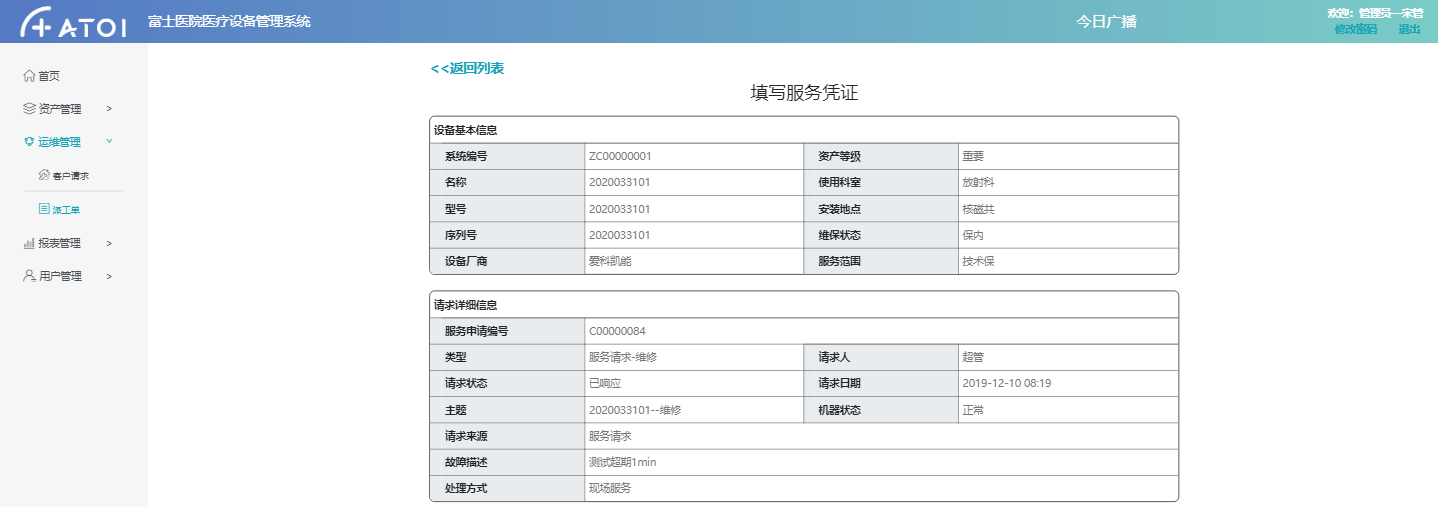 ATOI 富士医院医疗设备管理系统 今日广播 欢迎：管理员--宋管
修改密码 退出
首页
资产管理 >
运维管理 ˅
客户请求
派工单
报表管理 >
用户管理 >
<<返回列表
填写服务凭证
设备基本信息
系统编号 ZC00000001 资产等级 重要
名称 2020033101 使用科室 放射科
型号 2020033101 安装地点 核磁共
序列号 2020033101 维保状态 保内
设备厂商 爱科凯能 服务范围 技术保
请求详细信息
服务申请编号 C00000084
类型 服务请求-维修 请求人 超管
请求状态 已响应 请求日期 2019-12-10 08:19
主题 2020033101--维修 机器状态 正常
请求来源 服务请求
故障描述 测试超期1min
处理方式 现场服务